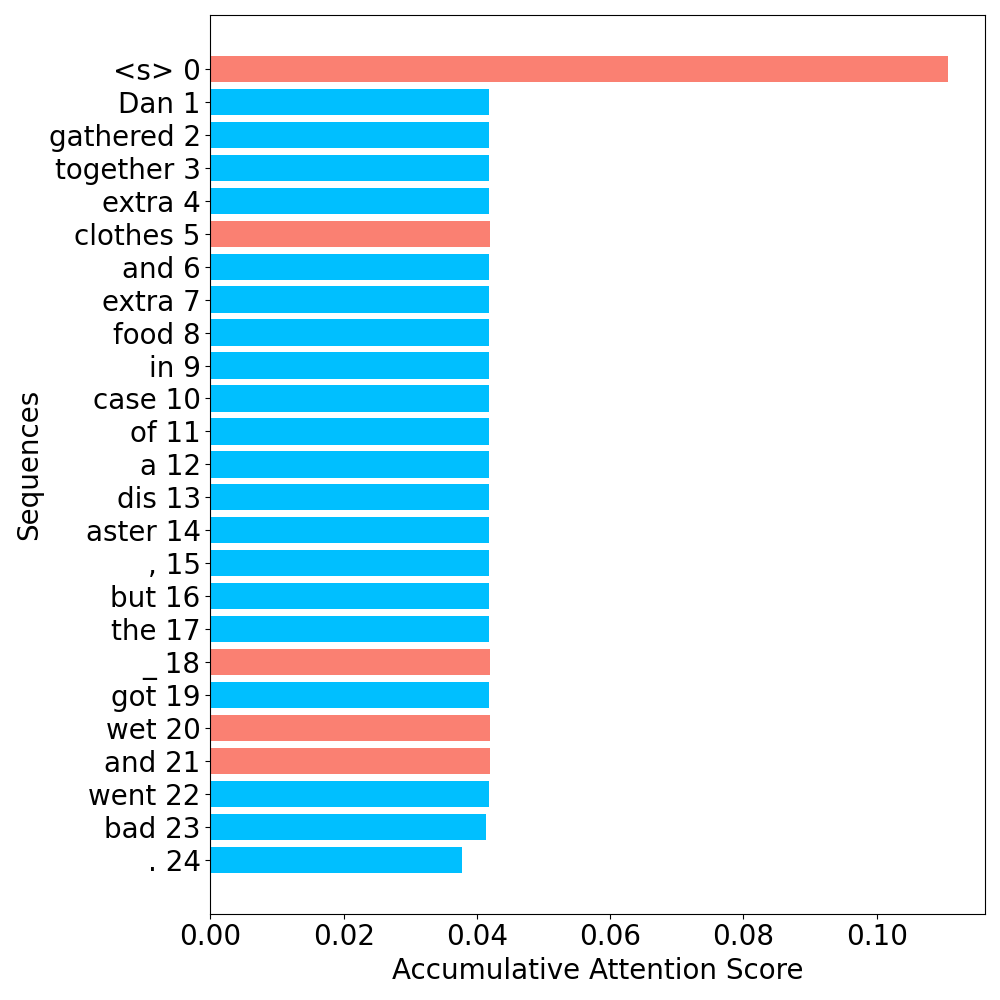 <s> 0
Dan 1
gathered 2
together 3
extra 4
clothes 5
and 6
extra 7
food 8
in 9
case 10
of 11
a 12
dis 13
aster 14
, 15
but 16
the 17
_ 18
got 19
wet 20
and 21
went 22
bad 23
. 24
Sequences
0.00 0.02 0.04 0.06 0.08 0.10
Accumulative Attention Score